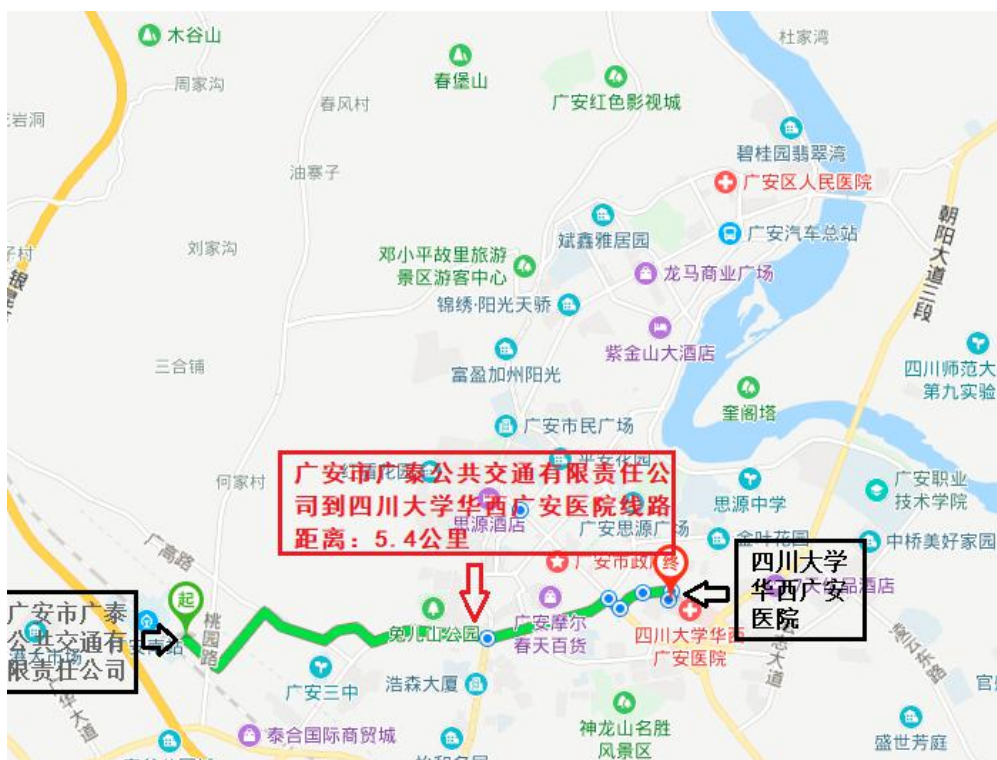 木谷山
杜家湾
周家沟
春堡山
春风村
广安红色影视城
岩洞
碧桂园翡翠湾
广安区人民医院
油寨子
朝阳大道三段
斌鑫雅居园
广安汽车总站
刘家沟
邓小平故里旅游
景区游客中心
龙马商业广场
锦绣·阳光天骄
紫金山大酒店
三合铺
富盈加州阳光
四川师范大
第九实验
奎阁塔
广安市民广场
平安花园
何家村
广安市广泰公共交通有限责任公
司到四川大学华西广安医院线路
距离：5.4公里
思源酒店
广安思源广场
思源中学
广安职业
技术学院
金叶花园
中桥美好家园
广高路
广安市政府
终
四川大学
华西广安
医院
起
桃园路
广安市广泰
公共交通有
限责任公司
兔儿山公园
广安摩尔
春天百货
四川大学华西
广安医院
广安三中
浩森大厦
泰合国际商贸城
神龙山名胜
风景区
盛世芳庭